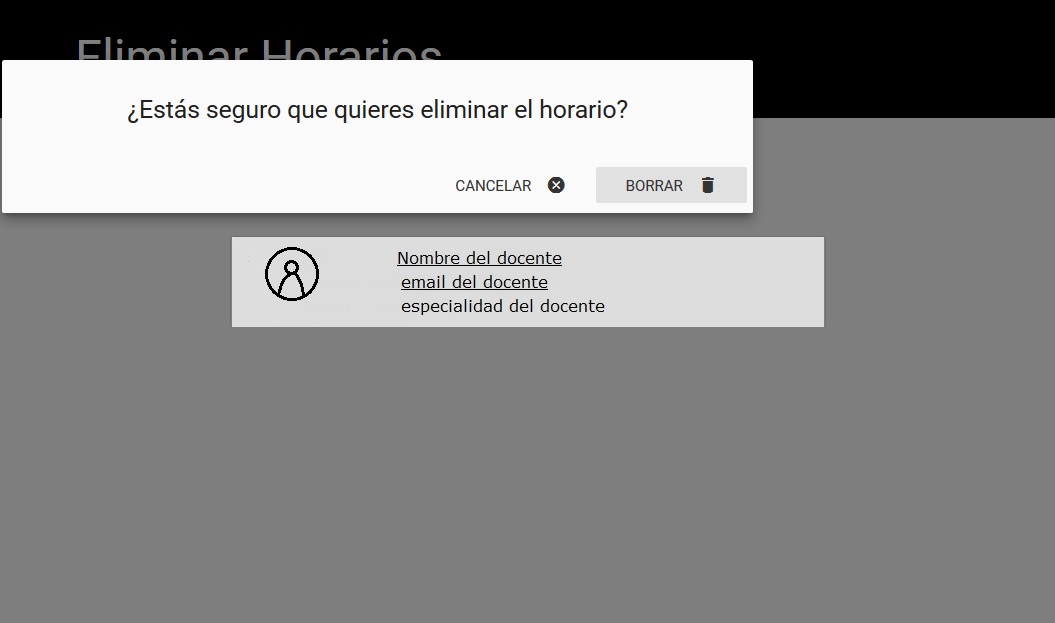 Eliminar Horarios
¿Estás seguro que quieres eliminar el horario?
CANCELAR
BORRAR
Nombre del docente
email del docente
especialidad del docente